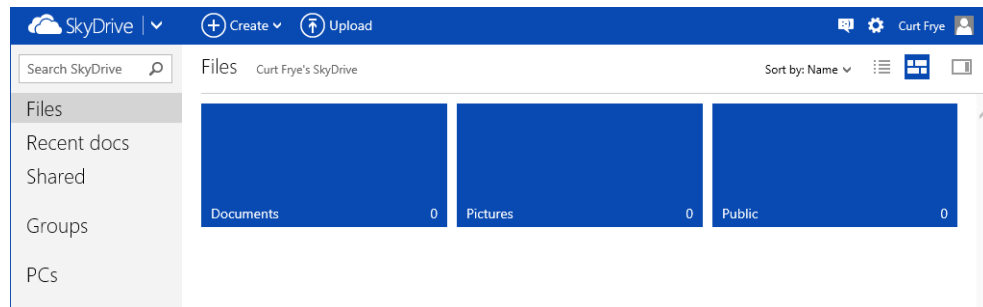 SkyDrive | Create Upload Curt Frye
Search SkyDrive
Files Curt Frye's SkyDrive Sort by: Name
Files
Recent docs
Shared
Groups
PCs
Documents 0 Pictures 0 Public 0